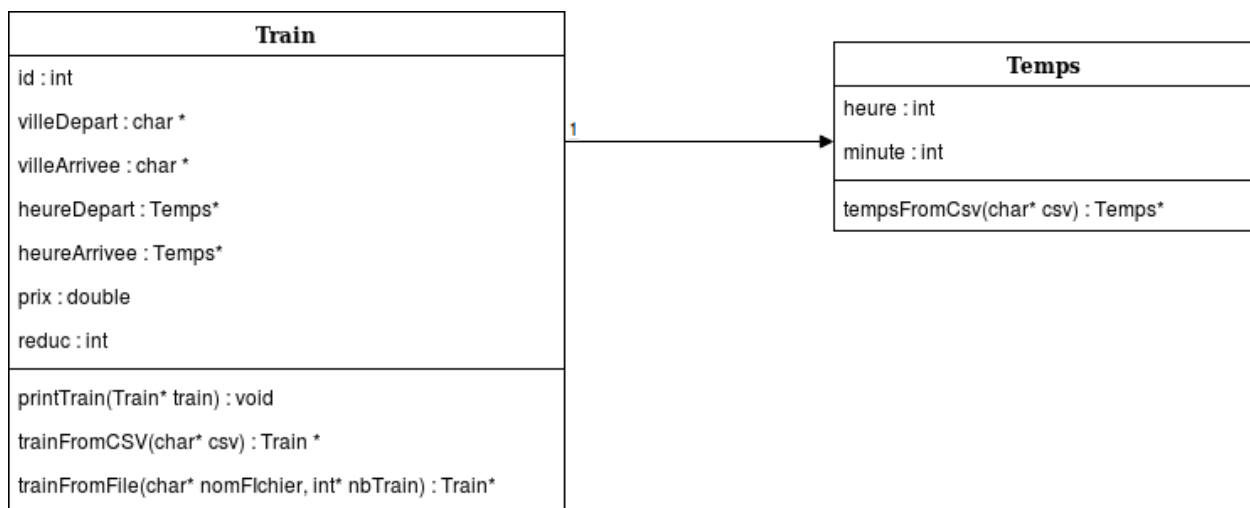 Train
id : int
villeDepart : char *
villeArrivee : char *
heureDepart : Temps*
heureArrivee : Temps*
prix : double
reduc : int
printTrain(Train* train) : void
trainFromCSV(char* csv) : Train *
trainFromFile(char* nomFIchier, int* nbTrain) : Train*
1
Temps
heure : int
minute : int
tempsFromCsv(char* csv) : Temps*